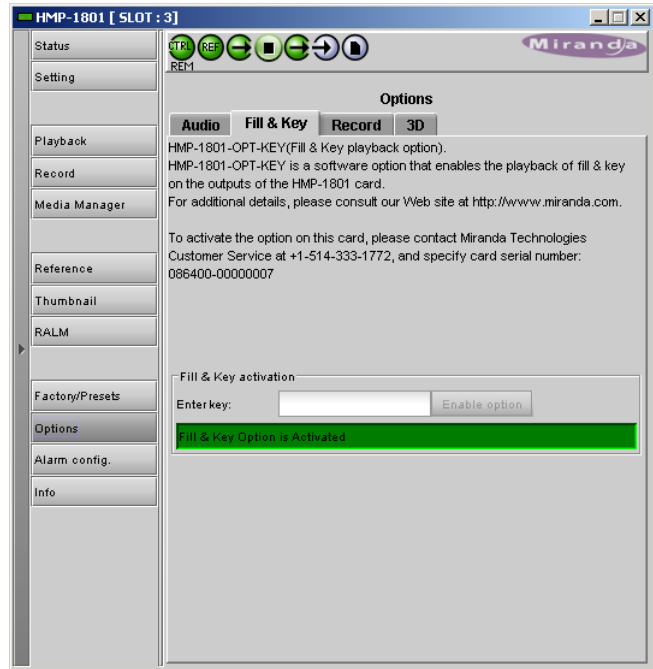 HMP-1801 [ SLOT : 3]
Status
Setting
Playback
Record
Media Manager
Reference
Thumbnail
RALM
Factory/Presets
Options
Alarm config.
Info
CTRL REF
REM
Miranda
Options
Audio Fill & Key Record 3D
HMP-1801-OPT-KEY(Fill & Key playback option).
HMP-1801-OPT-KEY is a software option that enables the playback of fill & key
on the outputs of the HMP-1801 card.
For additional details, please consult our Web site at http://www.miranda.com.
To activate the option on this card, please contact Miranda Technologies
Customer Service at +1-514-333-1772, and specify card serial number:
086400-00000007
Fill & Key activation
Enter key:
Enable option
Fill & Key Option is Activated